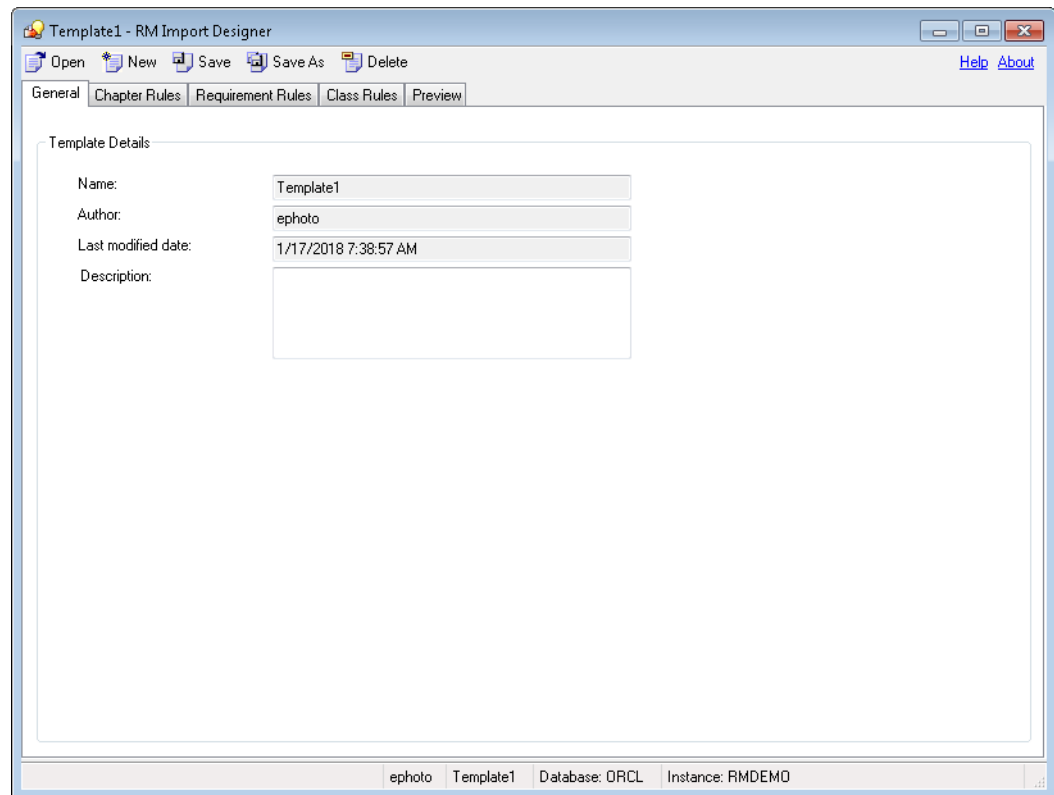 Template1 - RM Import Designer
Open New Save Save As Delete Help About
General Chapter Rules Requirement Rules Class Rules Preview
Template Details
Name: Template1
Author: ephoto
Last modified date: 1/17/2018 7:38:57 AM
Description:
ephoto Template1 Database: ORCL Instance: RMDEMO